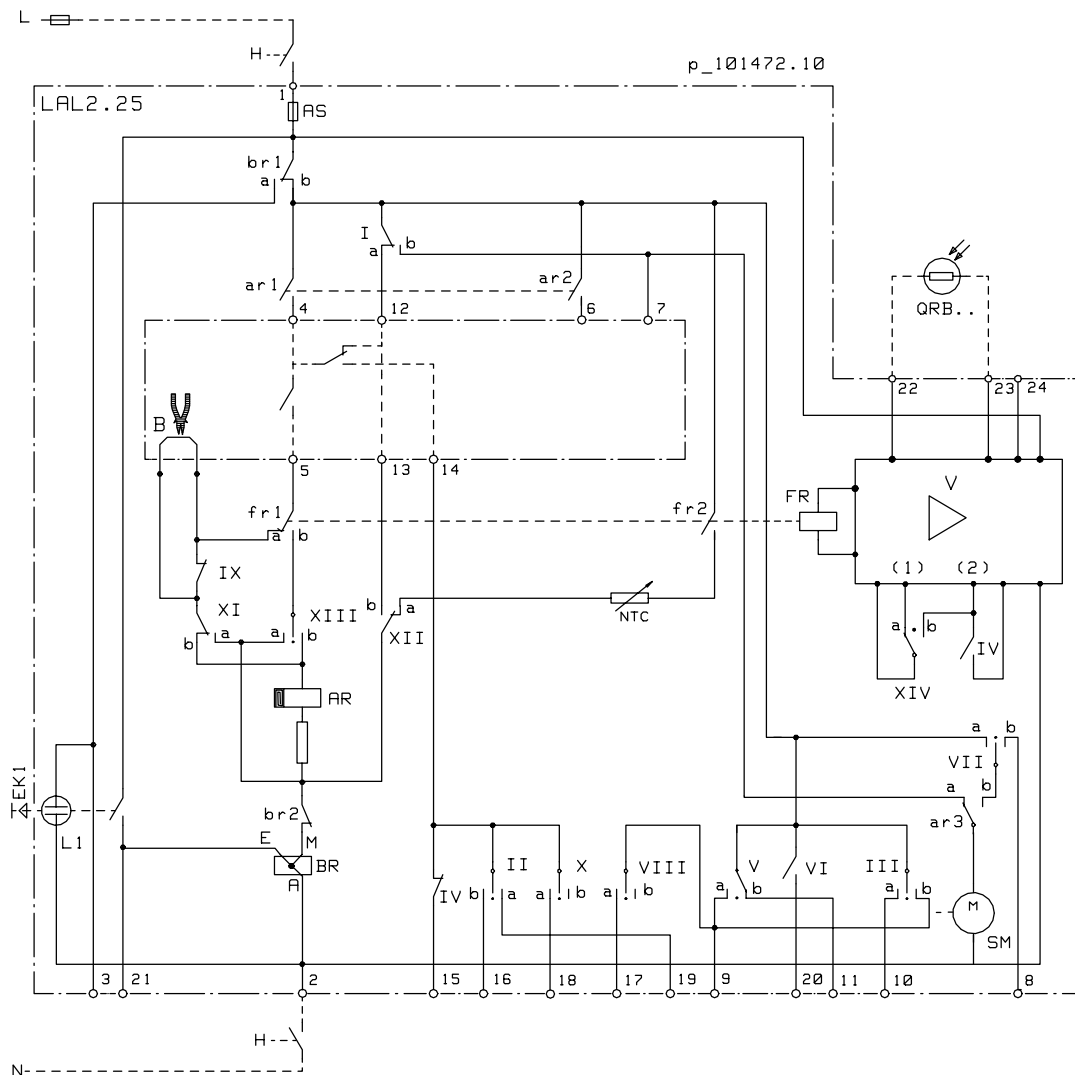 L
H
p_101472.10
1
LAL2.25
AS
br1
a b
I
a b
ar1
ar2
4 12 6 7
QRB..
22 23 24
B
5 13 14
V
FR
fr1
fr2
a b
(1) (2)
IX
XI
XIII
b a
NTC
a a b
b
XII
a b
IV
XIV
AR
a b
VII
EK1
a b
br2
ar3
L1
E M
BR
A
II X VIII V VI III
IV b a b a b a b a b
M
SM
3 21 2 15 16 18 17 19 9 20 11 10 8
H
N